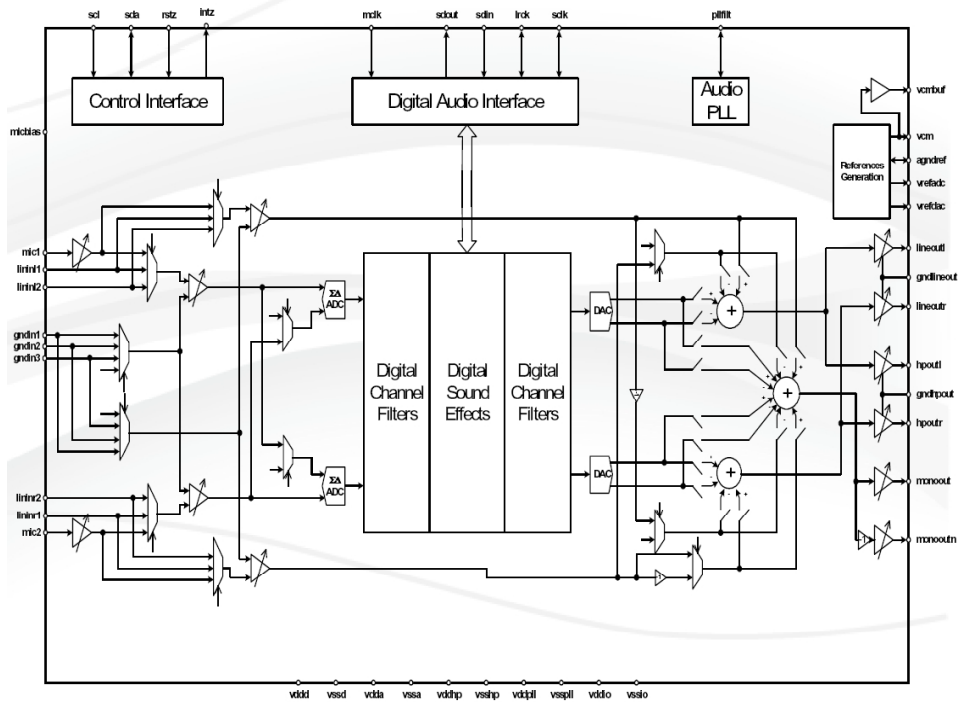 scl sda rstz intz mclk sdout sdin lrck sclk pllfilt
Control Interface
Digital Audio Interface
Audio
PLL
vcmbuf
micbias
vcm
References
Generation
agndref
vrefadc
vrefdac
mic1
lininl1
lininl2
gndin1
gndin2
gndin3
lininr2
lininr1
mic2
ΣΔ
ADC
ΣΔ
ADC
Digital
Channel
Filters
Digital
Sound
Effects
Digital
Channel
Filters
DAC
DAC
+
+
+
-1
-1
lineoutl
gndlineout
lineoutr
hpoutl
gndhpout
hpoutr
monoout
monooutn
vddd vssd vdda vssa vddhp vsshp vddpll vsspll vddio vssio